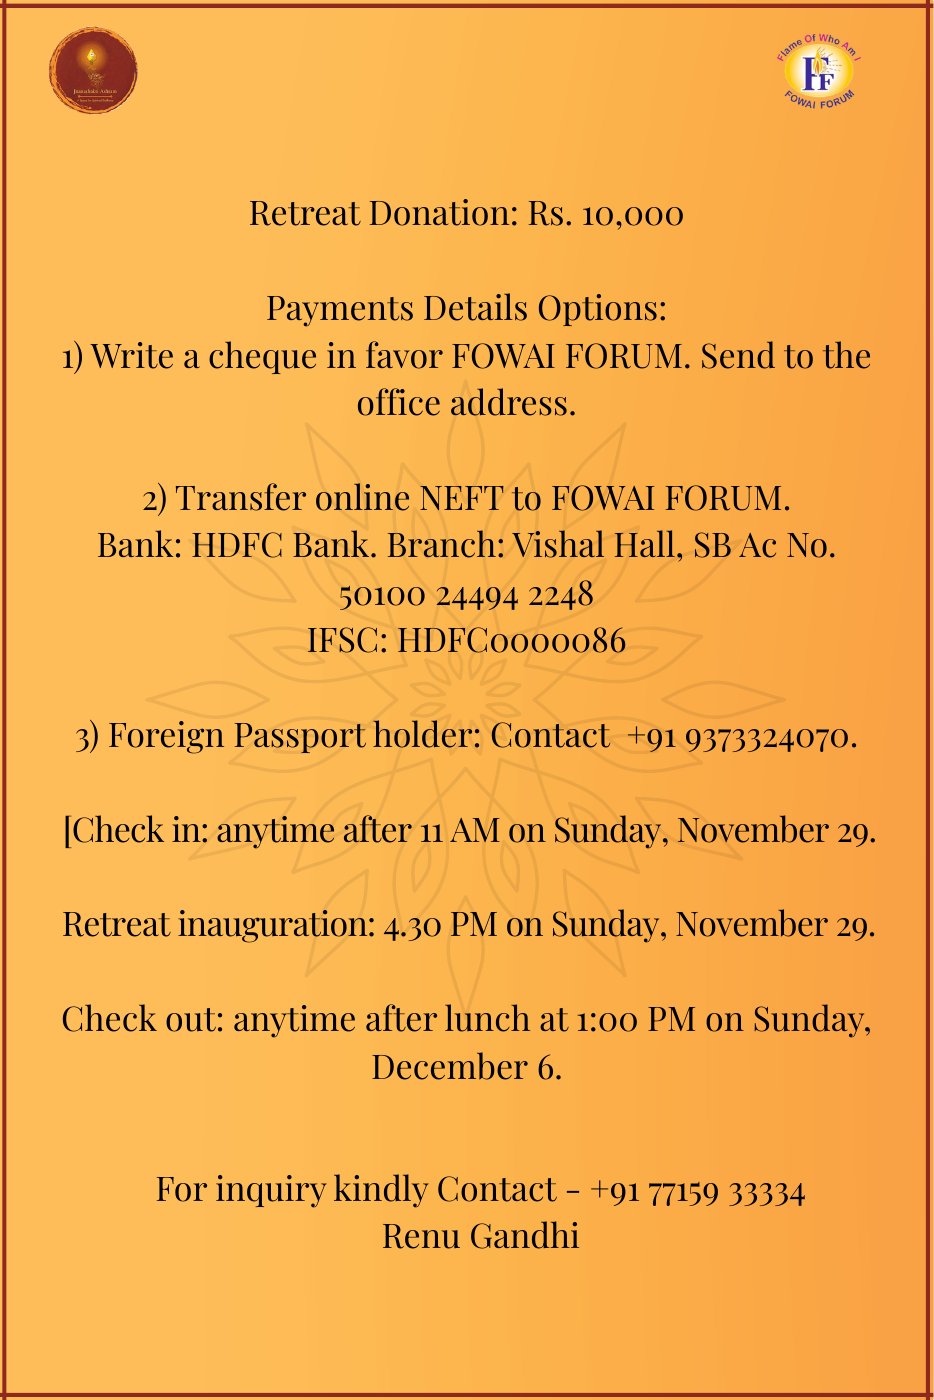 Flame Of Who Am I
FF
FOWAI FORUM
Retreat Donation: Rs. 10,000
Payments Details Options:
1) Write a cheque in favor FOWAI FORUM. Send to the
office address.
2) Transfer online NEFT to FOWAI FORUM.
Bank: HDFC Bank. Branch: Vishal Hall, SB Ac No.
50100 24494 2248
IFSC: HDFC0000086
3) Foreign Passport holder: Contact  +91 9373324070.
[Check in: anytime after 11 AM on Sunday, November 29.
Retreat inauguration: 4.30 PM on Sunday, November 29.
Check out: anytime after lunch at 1:00 PM on Sunday,
December 6.
For inquiry kindly Contact - +91 77159 33334
Renu Gandhi